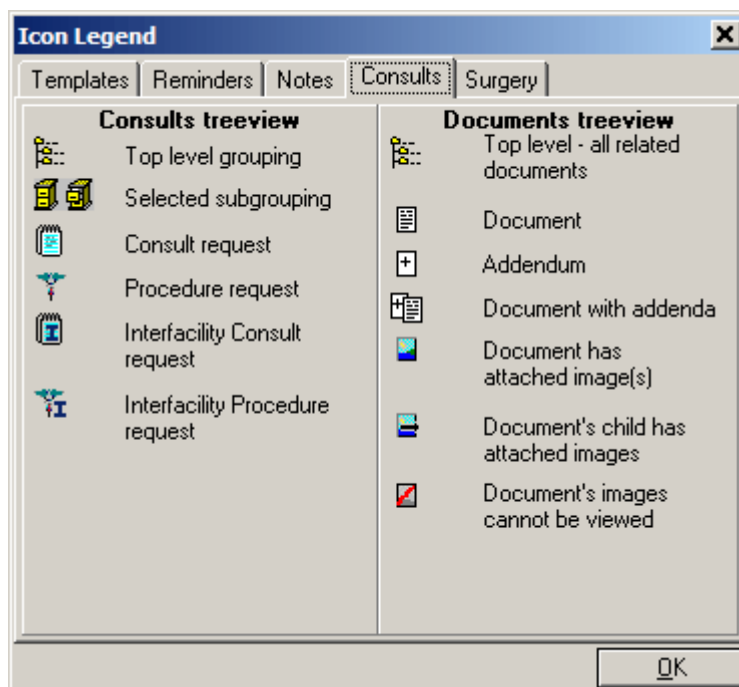 Icon Legend
Templates
Reminders
Notes
Consults
Surgery
Consults treeview
Top level grouping
Selected subgrouping
Consult request
Procedure request
Interfacility Consult
request
Interfacility Procedure
request
Documents treeview
Top level - all related
documents
Document
Addendum
Document with addenda
Document has
attached image(s)
Document's child has
attached images
Document's images
cannot be viewed
OK